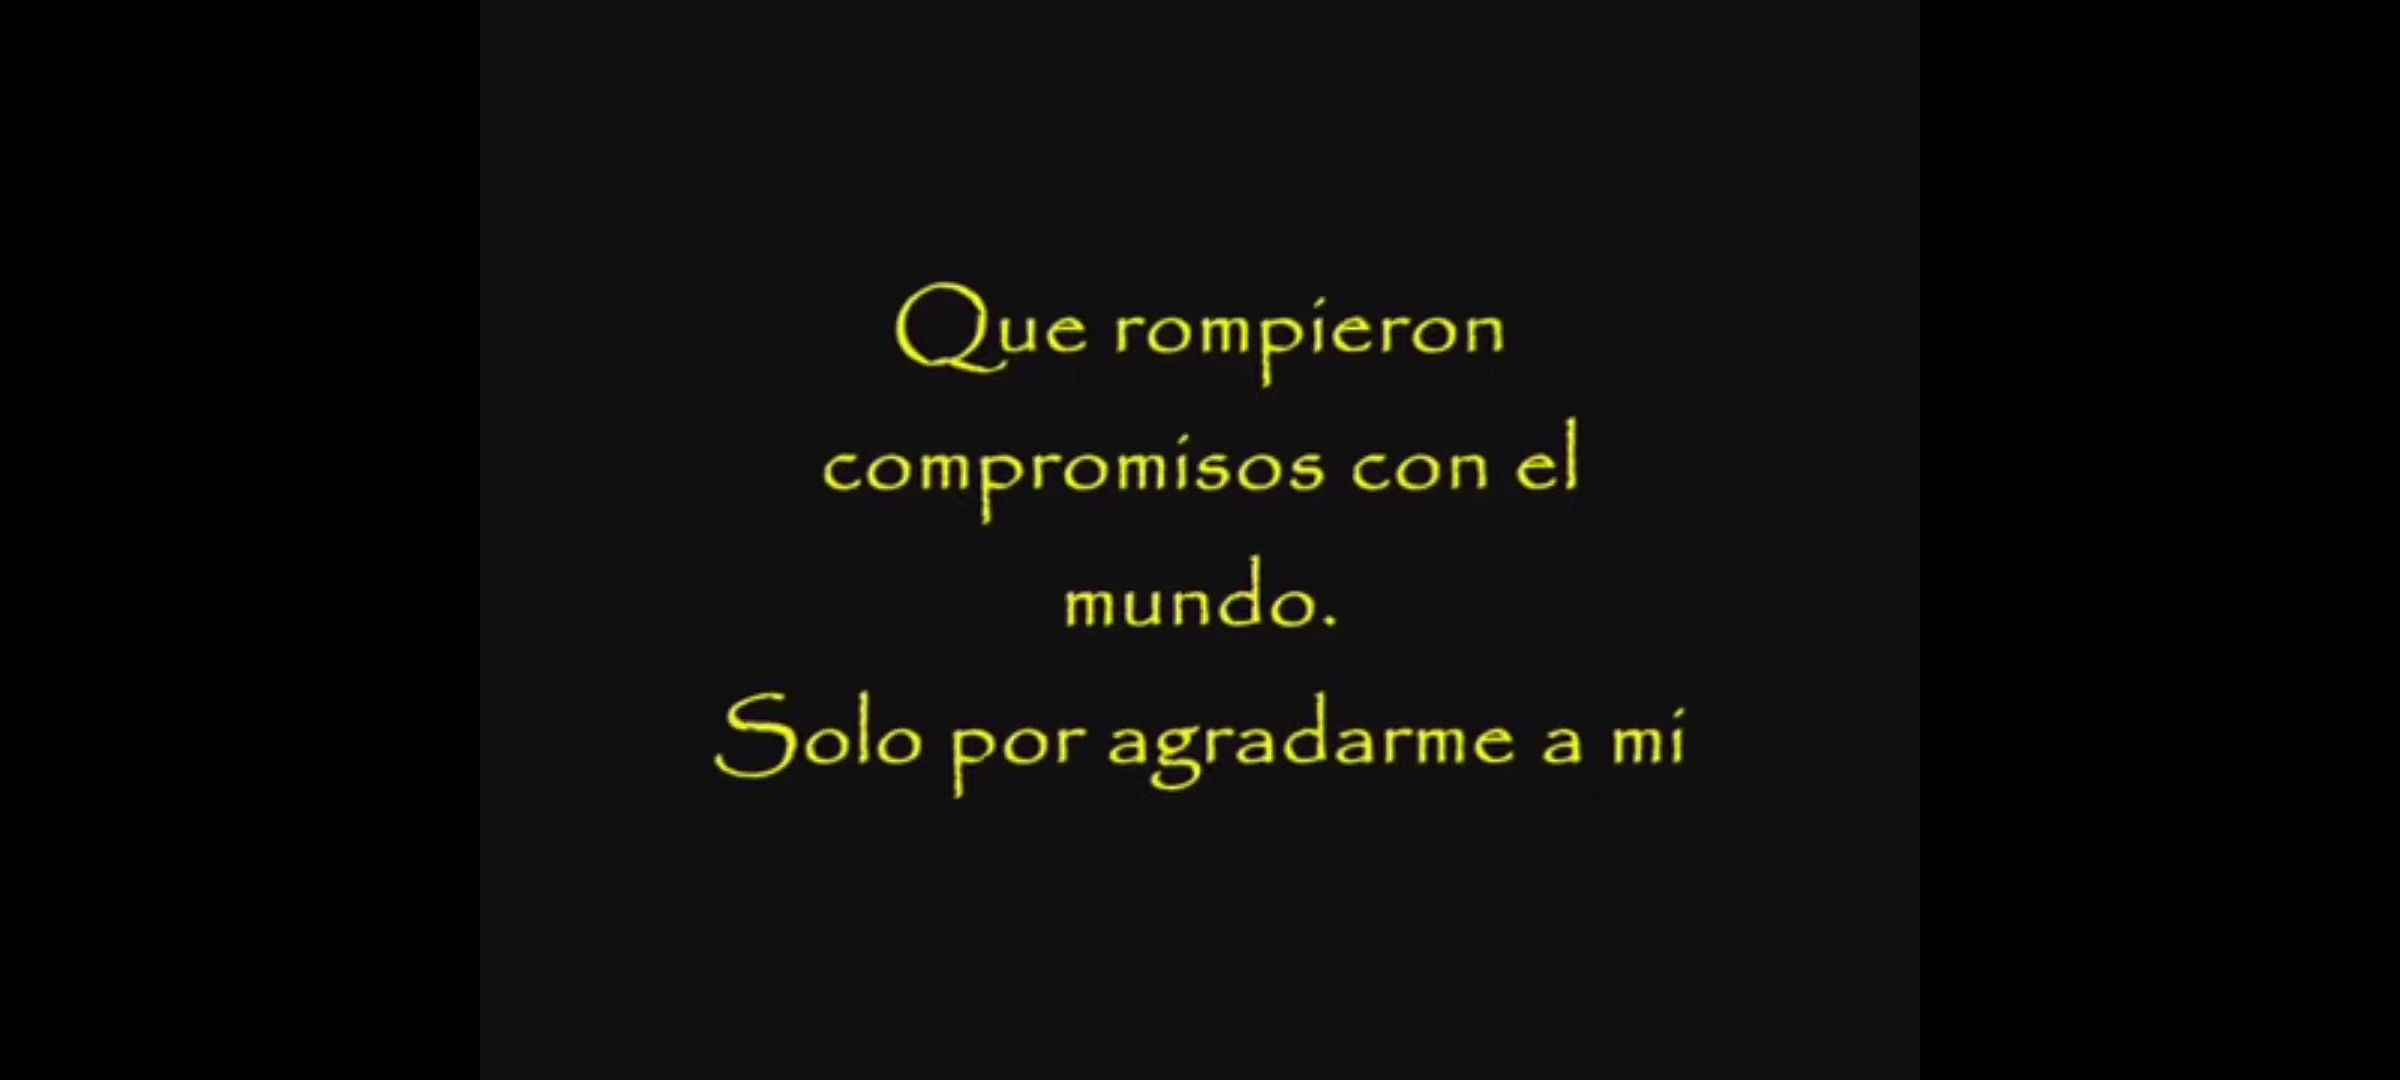 Que rompieron
compromisos con el
mundo.
Solo por agradarme a mi